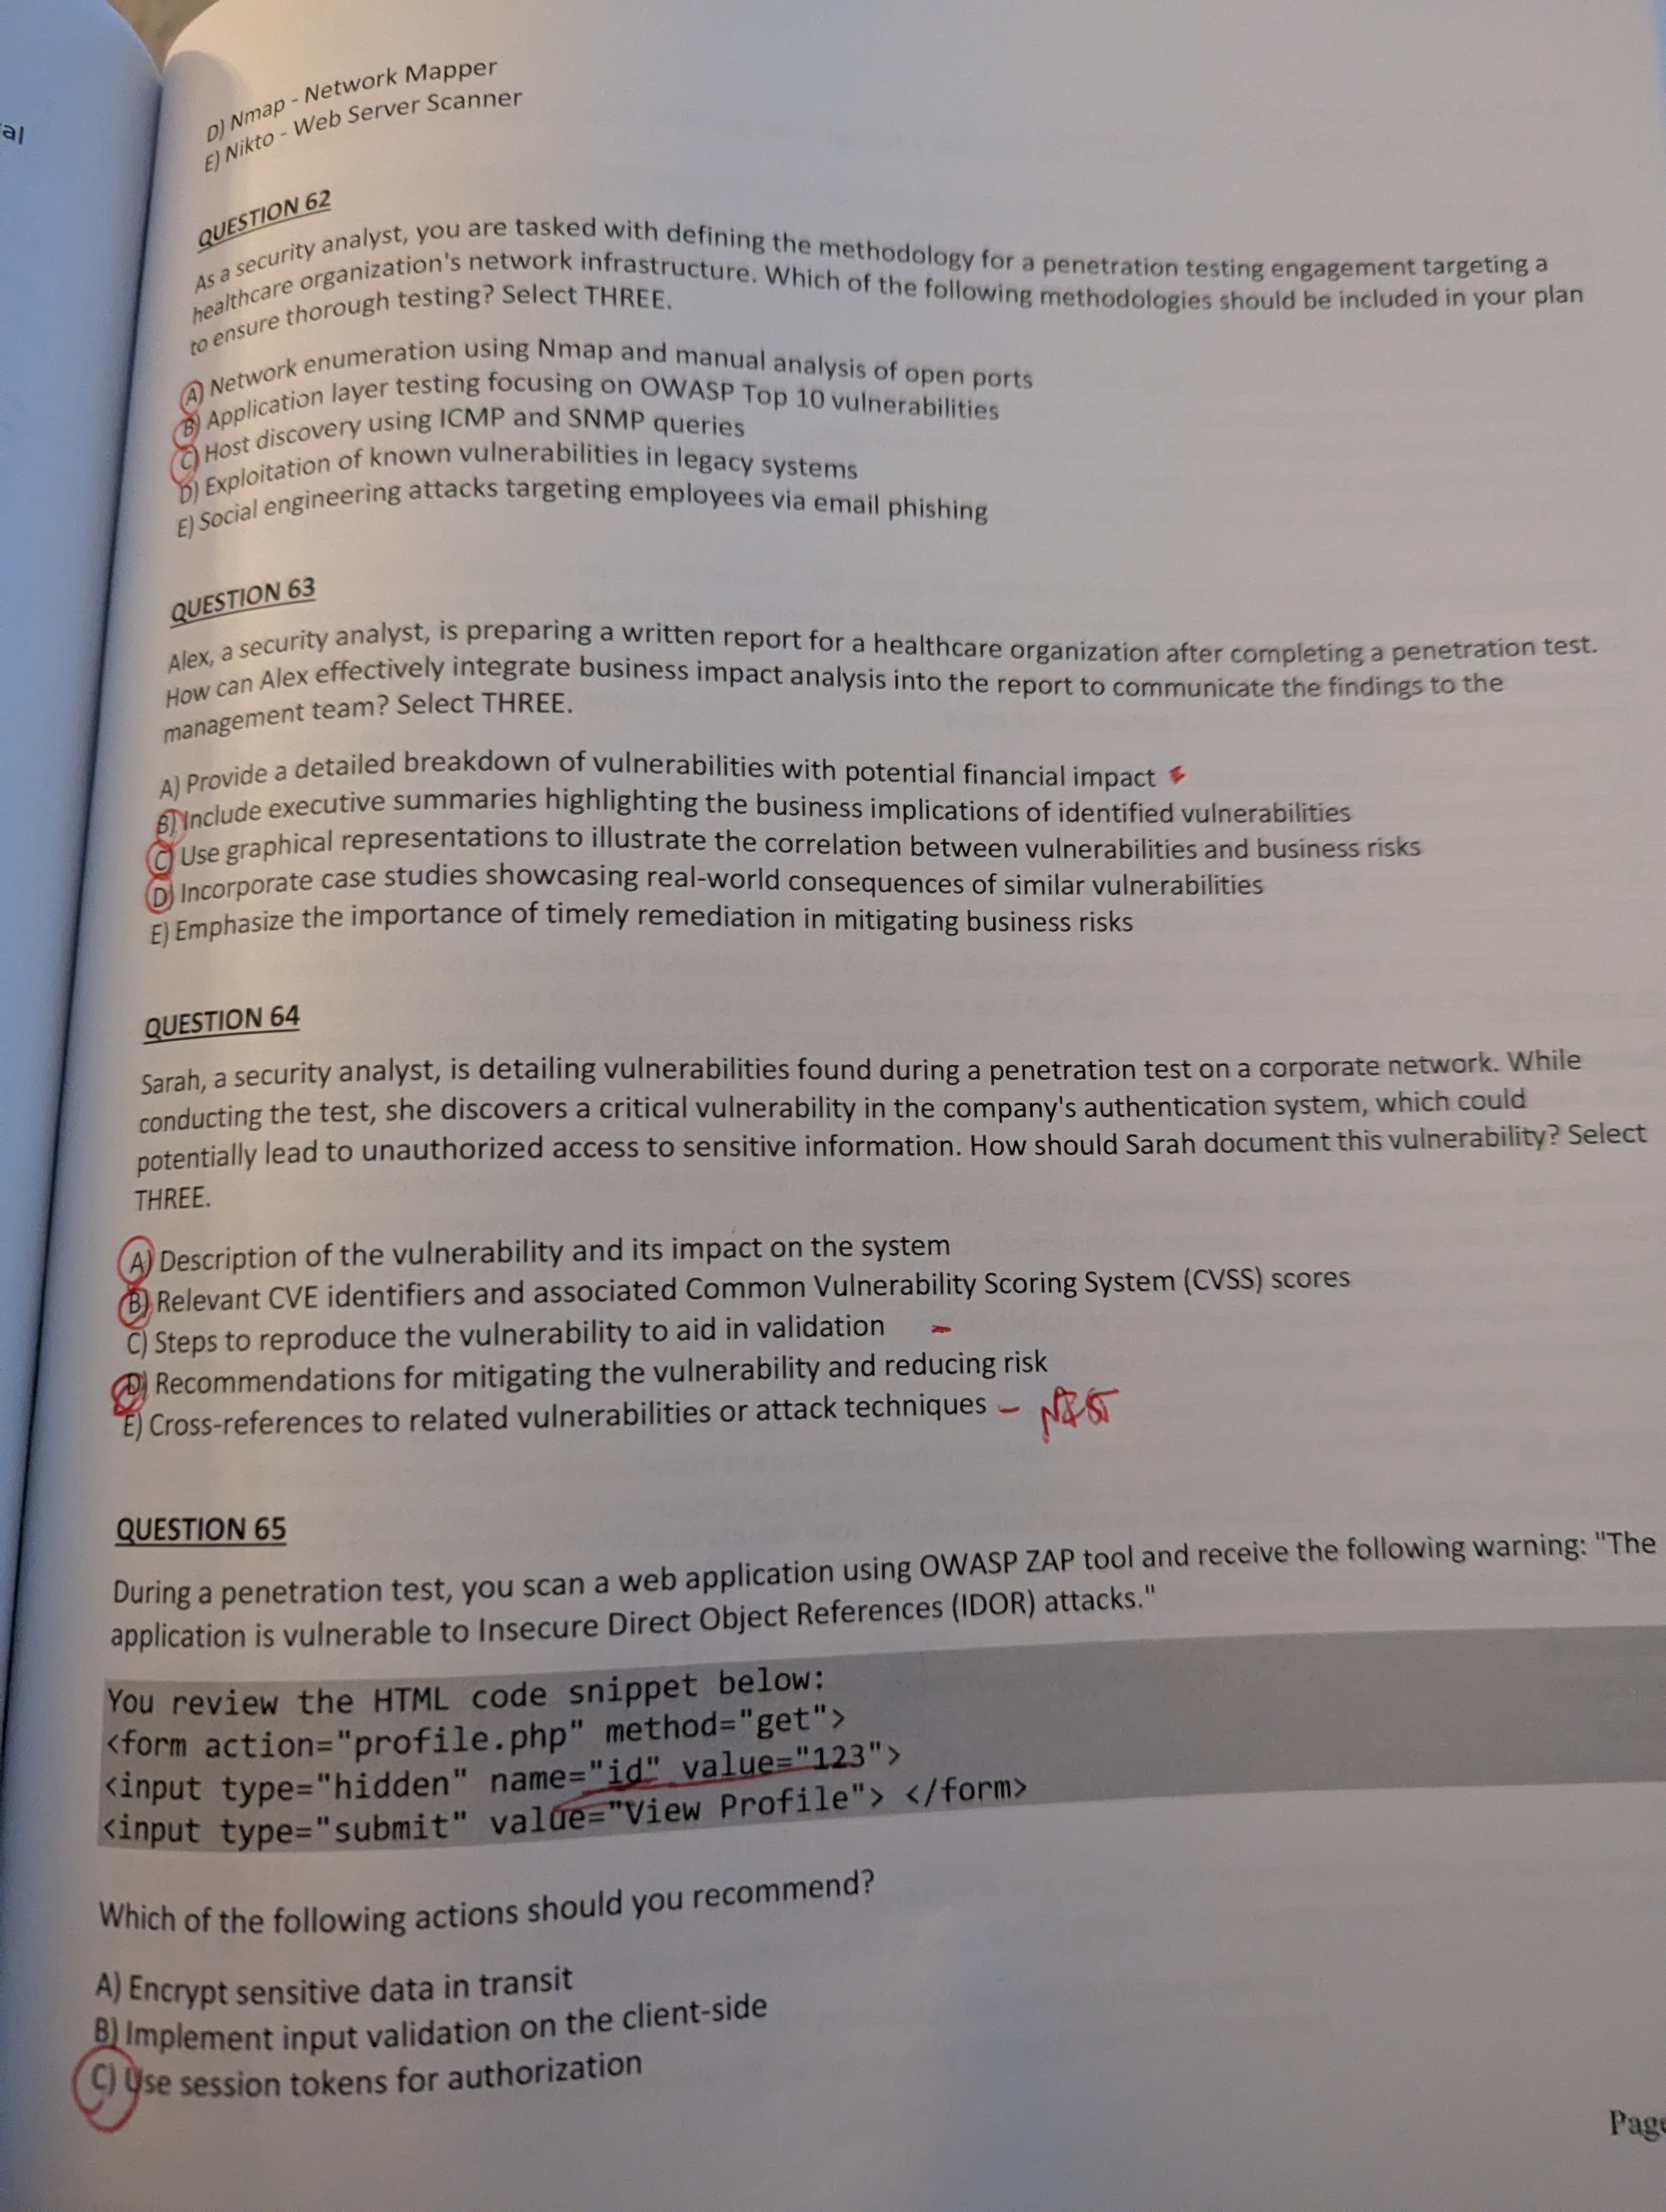 al
D) Nmap - Network Mapper
E) Nikto - Web Server Scanner
QUESTION 62
As a security analyst, you are tasked with defining the methodology for a penetration testing engagement targeting a
healthcare organization's network infrastructure. Which of the following methodologies should be included in your plan
to ensure thorough testing? Select THREE.
A) Network enumeration using Nmap and manual analysis of open ports
B) Application layer testing focusing on OWASP Top 10 vulnerabilities
C) Host discovery using ICMP and SNMP queries
D) Exploitation of known vulnerabilities in legacy systems
E) Social engineering attacks targeting employees via email phishing
QUESTION 63
Alex, a security analyst, is preparing a written report for a healthcare organization after completing a penetration test.
How can Alex effectively integrate business impact analysis into the report to communicate the findings to the
management team? Select THREE.
A) Provide a detailed breakdown of vulnerabilities with potential financial impact
B) Include executive summaries highlighting the business implications of identified vulnerabilities
C) Use graphical representations to illustrate the correlation between vulnerabilities and business risks
D) Incorporate case studies showcasing real-world consequences of similar vulnerabilities
E) Emphasize the importance of timely remediation in mitigating business risks
QUESTION 64
Sarah, a security analyst, is detailing vulnerabilities found during a penetration test on a corporate network. While
conducting the test, she discovers a critical vulnerability in the company's authentication system, which could
potentially lead to unauthorized access to sensitive information. How should Sarah document this vulnerability? Select
THREE.
A) Description of the vulnerability and its impact on the system
B) Relevant CVE identifiers and associated Common Vulnerability Scoring System (CVSS) scores
C) Steps to reproduce the vulnerability to aid in validation
D) Recommendations for mitigating the vulnerability and reducing risk
E) Cross-references to related vulnerabilities or attack techniques
QUESTION 65
During a penetration test, you scan a web application using OWASP ZAP tool and receive the following warning: "The
application is vulnerable to Insecure Direct Object References (IDOR) attacks."
You review the HTML code snippet below:
<form action="profile.php" method="get">
<input type="hidden" name="id" value="123">
<input type="submit" value="View Profile"> </form>
Which of the following actions should you recommend?
A) Encrypt sensitive data in transit
B) Implement input validation on the client-side
C) Use session tokens for authorization
Page